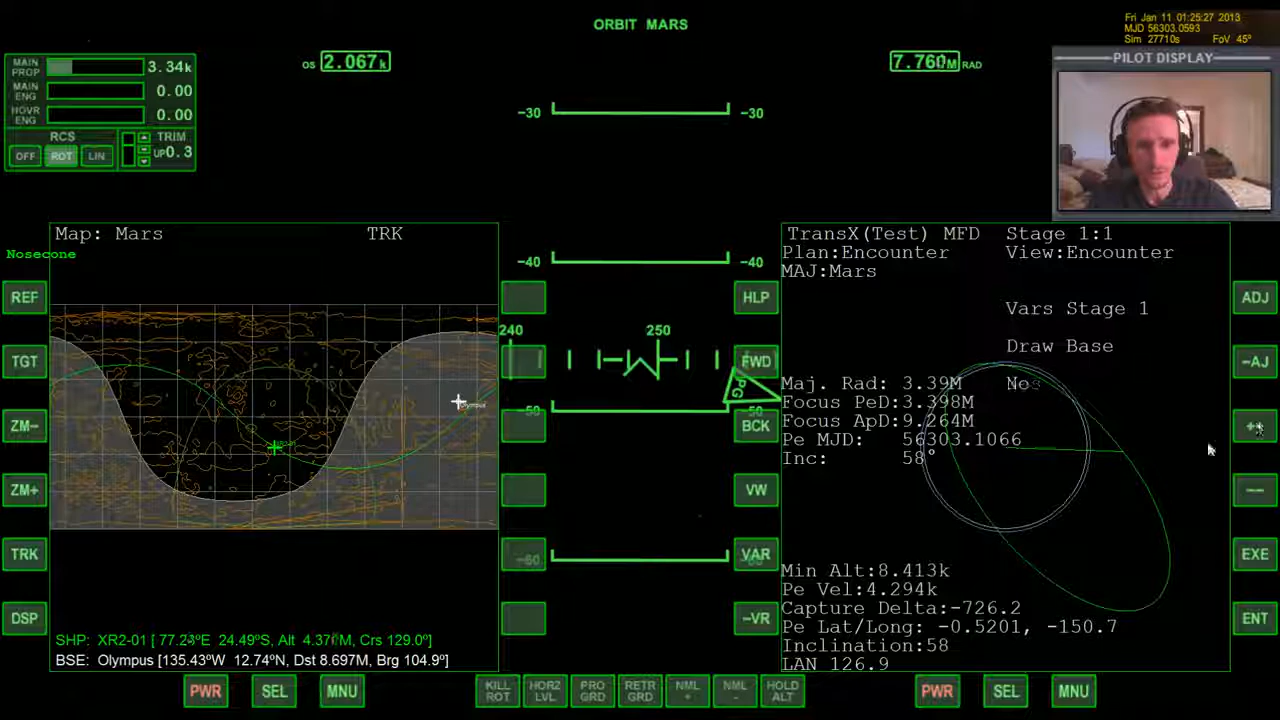 ORBIT MARS
Fri Jan 11 01:25:27 2013
MJD 56303.0593
Sim 27710s
FoV 45°
PILOT DISPLAY
MAIN PROP 3.34k
MAIN ENG 0.00
HOVR ENG 0.00
RCS
TRIM
OFF ROT LIN
UP 0.3
OS 2.067k
RAD
-30 -30
-40 -40
-50
-60
240 250
PG
Nosecone
Map: Mars TRK
REF
TGT
ZM-
ZM+
TRK
DSP
Olympus
SHP: XR2-01 [ 77.24°E 24.49°S, Alt 4.370M, Crs 129.0°]
BSE: Olympus [135.43°W 12.74°N, Dst 8.697M, Brg 104.9°]
PWR SEL MNU
KILL ROT
HORZ LVL
PRO GRD
RETR GRD
NML +
NML -
HOLD ALT
HLP
FWD
BCK
VW
VAR
-VR
TransX(Test) MFD Stage 1:1
Plan:Encounter View:Encounter
MAJ:Mars
Vars Stage 1
Draw Base
Maj. Rad: 3.39M No
Focus PeD:3.398M
Focus ApD:9.264M
Pe MJD: 56303.1066
Inc: 58°
Min Alt:8.413k
Pe Vel:4.294k
Capture Delta:-726.2
Pe Lat/Long: -0.5201, -150.7
Inclination:58
LAN 126.9
ADJ
-AJ
++
--
EXE
ENT
PWR SEL MNU